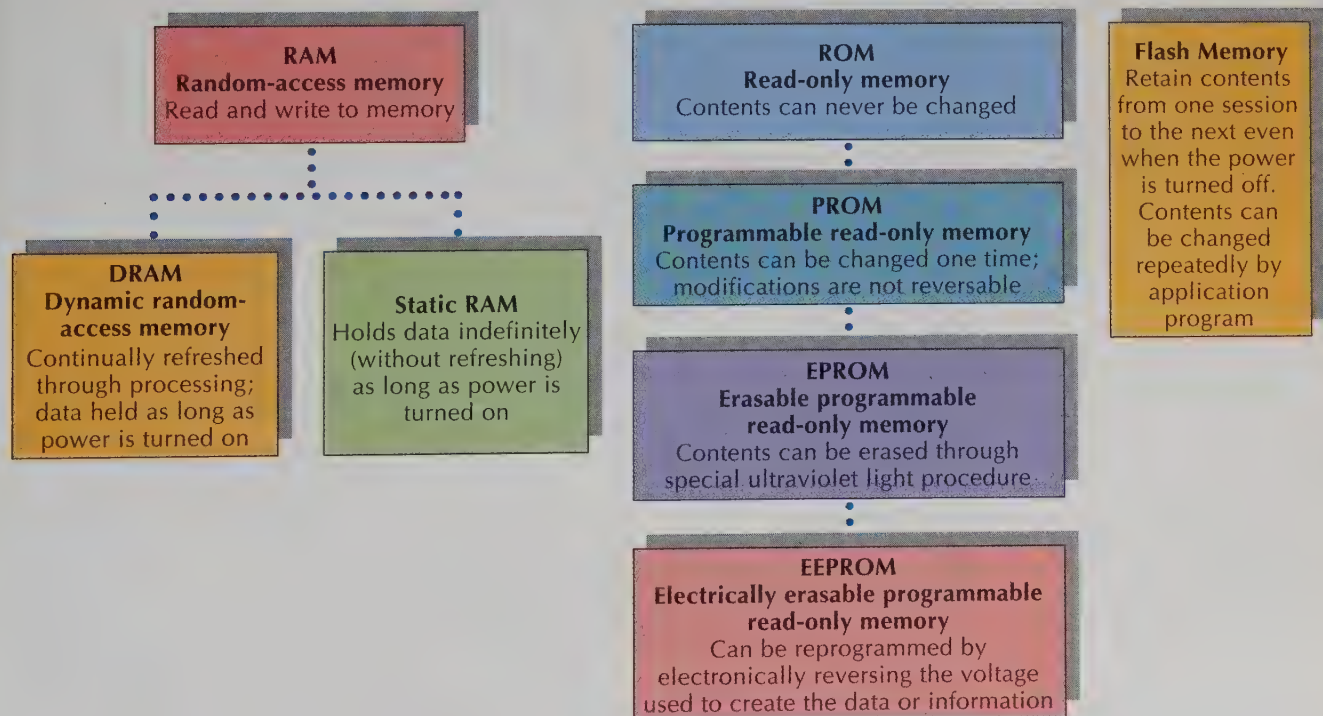 RAM
Random-access memory
Read and write to memory
DRAM
Dynamic random-
access memory
Continually refreshed
through processing;
data held as long as
power is turned on
Static RAM
Holds data indefinitely
(without refreshing)
as long as power is
turned on
ROM
Read-only memory
Contents can never be changed
PROM
Programmable read-only memory
Contents can be changed one time;
modifications are not reversable
EPROM
Erasable programmable
read-only memory
Contents can be erased through
special ultraviolet light procedure
EEPROM
Electrically erasable programmable
read-only memory
Can be reprogrammed by
electronically reversing the voltage
used to create the data or information
Flash Memory
Retain contents
from one session
to the next even
when the power
is turned off.
Contents can
be changed
repeatedly by
application
program